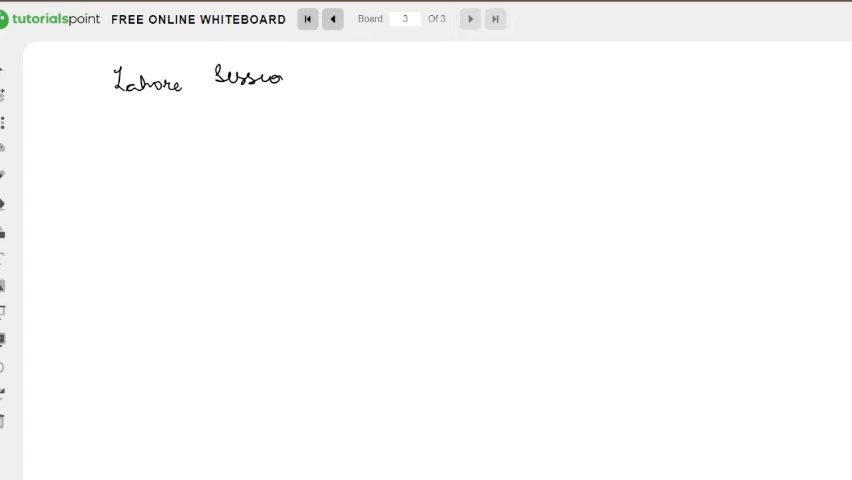 tutorialspoint FREE ONLINE WHITEBOARD Board 3 Of 3
Lahore Sessio